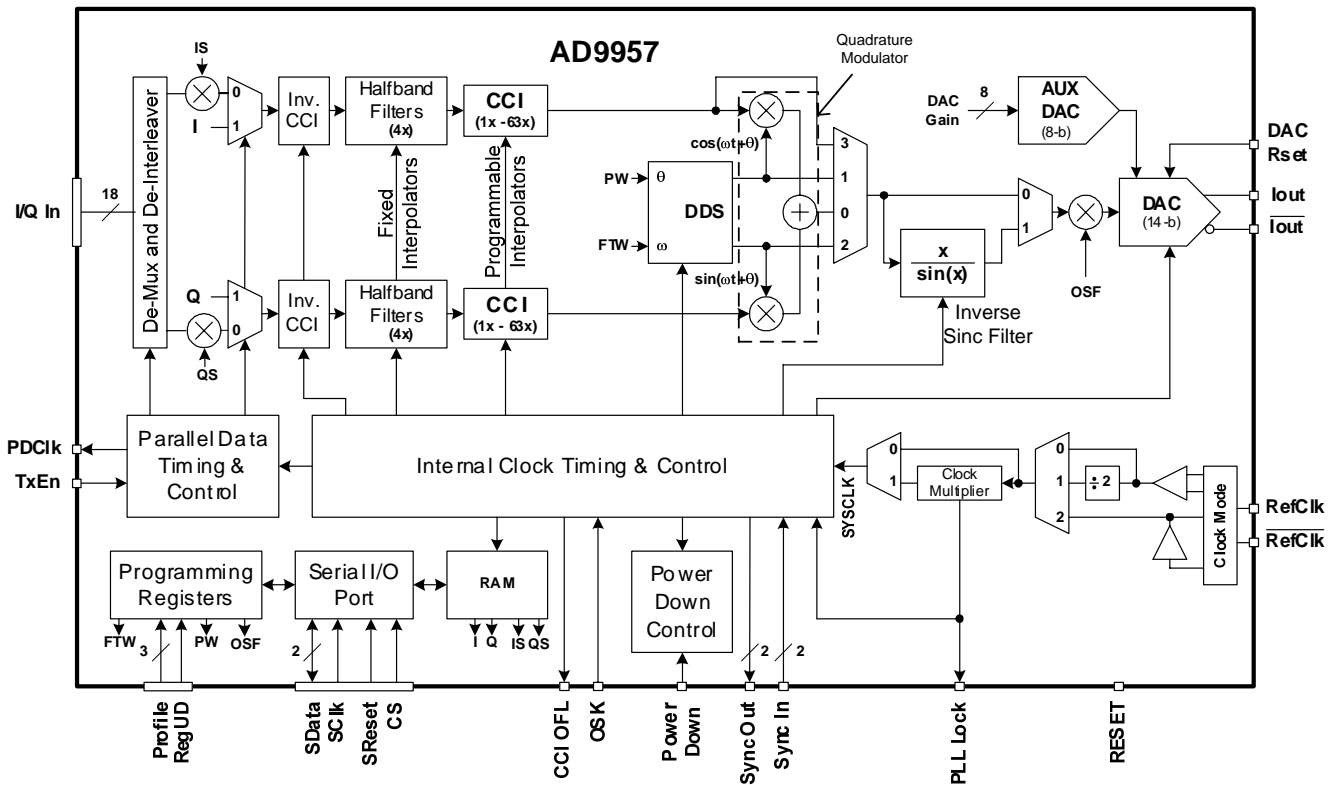 AD9957
Quadrature
Modulator
IS
0
I
1
De-Mux and De-Interleaver
Inv.
CCI
Halfband
Filters
(4x)
CCI
(1x - 63x)
Fixed
Interpolators
Programmable
Interpolators
18
I/Q In
Q
1
0
QS
Inv.
CCI
Halfband
Filters
(4x)
CCI
(1x - 63x)
cos(ωt+θ)
PW
θ
DDS
FTW
ω
sin(ωt+θ)
3
1
0
2
DAC
Gain
8
AUX
DAC
(8-b)
DAC
Rset
0
1
DAC
(14-b)
Iout
Iout
OSF
x
sin(x)
Inverse
Sinc Filter
PDClk
TxEn
Parallel Data
Timing &
Control
Internal Clock Timing & Control
SYSCLK
0
1
Clock
Multiplier
0
1
2
÷ 2
Clock Mode
RefClk
RefClk
Programming
Registers
Serial I/O
Port
RAM
Power
Down
Control
FTW
3
PW
OSF
2
I
Q
IS
QS
2
2
Profile
RegUD
SData
SClk
SReset
CS
CCI OFL
OSK
Power
Down
Sync Out
Sync In
PLL Lock
RESET